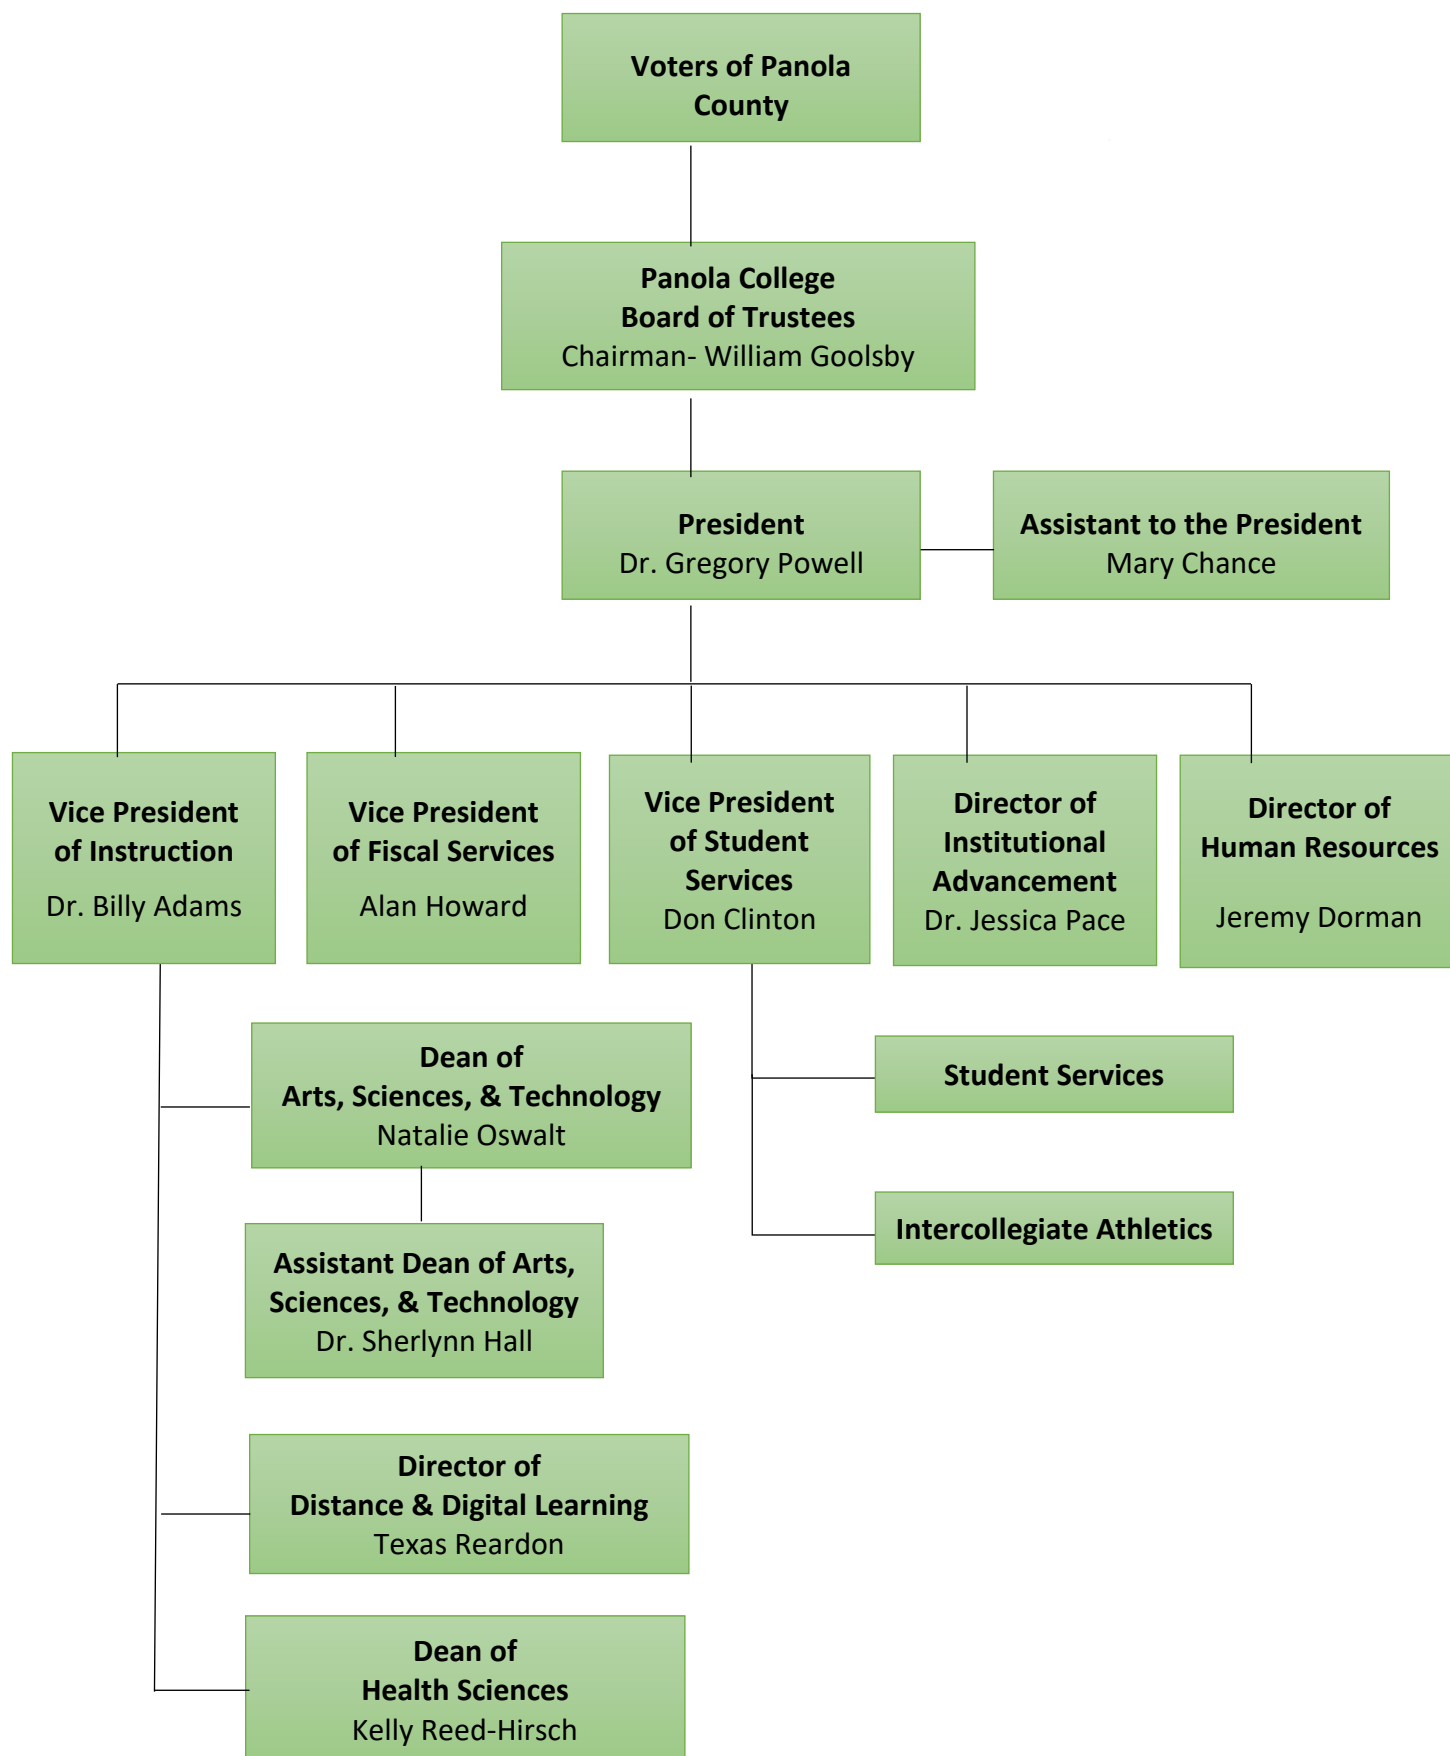 Voters of Panola
County
Panola College
Board of Trustees
Chairman- William Goolsby
President
Dr. Gregory Powell
Assistant to the President
Mary Chance
Vice President
of Instruction
Dr. Billy Adams
Vice President
of Fiscal Services
Alan Howard
Vice President
of Student
Services
Don Clinton
Director of
Institutional
Advancement
Dr. Jessica Pace
Director of
Human Resources
Jeremy Dorman
Dean of
Arts, Sciences, & Technology
Natalie Oswalt
Assistant Dean of Arts,
Sciences, & Technology
Dr. Sherlynn Hall
Director of
Distance & Digital Learning
Texas Reardon
Dean of
Health Sciences
Kelly Reed-Hirsch
Student Services
Intercollegiate Athletics